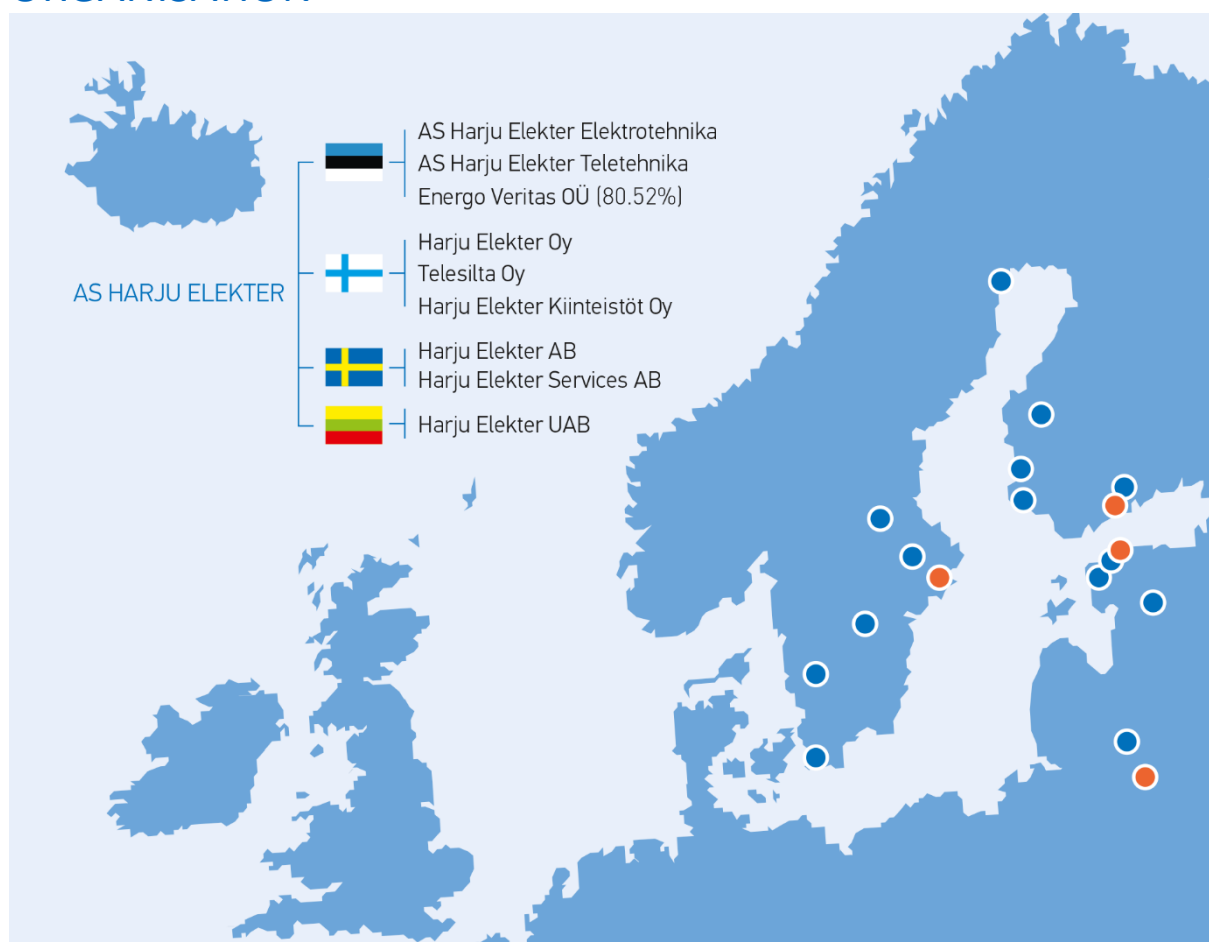 AS HARJU ELEKTER
AS Harju Elekter Elektrotehnika
AS Harju Elekter Teletehnika
Energo Veritas OÜ (80.52%)
Harju Elekter Oy
Telesilta Oy
Harju Elekter Kiinteistöt Oy
Harju Elekter AB
Harju Elekter Services AB
Harju Elekter UAB